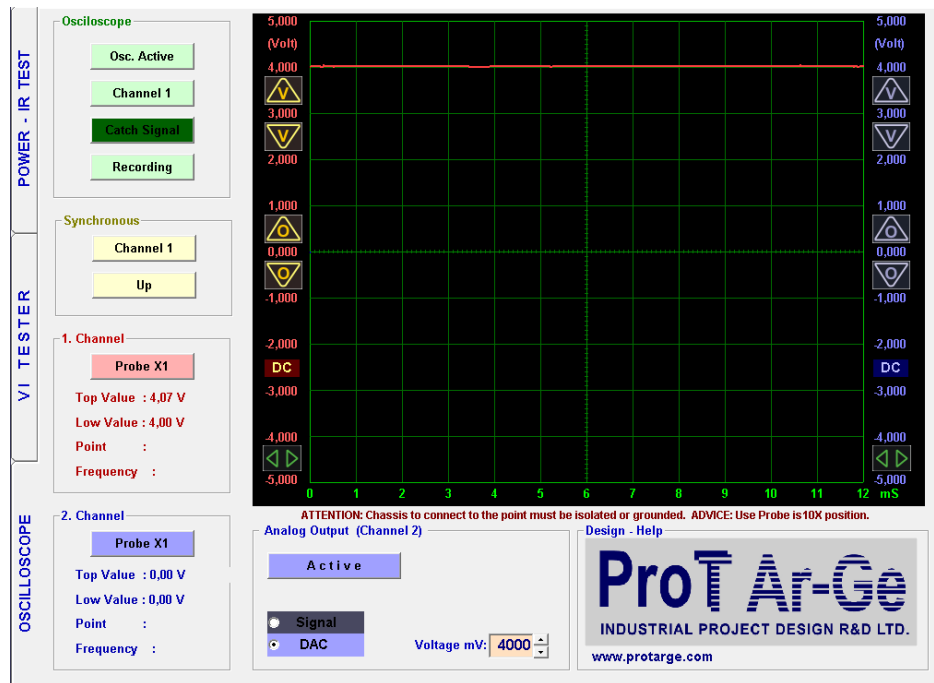 POWER - IR TEST
VI TESTER
OSCILLOSCOPE
Osciloscope
Osc. Active
Channel 1
Catch Signal
Recording
Synchronous
Channel 1
Up
1. Channel
Probe X1
Top Value : 4,07 V
Low Value : 4,00 V
Point :
Frequency :
2. Channel
Probe X1
Top Value : 0,00 V
Low Value : 0,00 V
Point :
Frequency :
5,000
(Volt)
4,000
V
3,000
V
2,000
1,000
O
0,000
O
-1,000
-2,000
DC
-3,000
-4,000
-5,000
5,000
(Volt)
4,000
V
3,000
V
2,000
1,000
O
0,000
O
-1,000
-2,000
DC
-3,000
-4,000
-5,000
0 1 2 3 4 5 6 7 8 9 10 11 12 mS
ATTENTION: Chassis to connect to the point must be isolated or grounded. ADVICE: Use Probe is 10X position.
Analog Output (Channel 2)
Active
Signal
DAC
Voltage mV: 4000
Design - Help
ProT Ar-Ge
INDUSTRIAL PROJECT DESIGN R&D LTD.
www.protarge.com